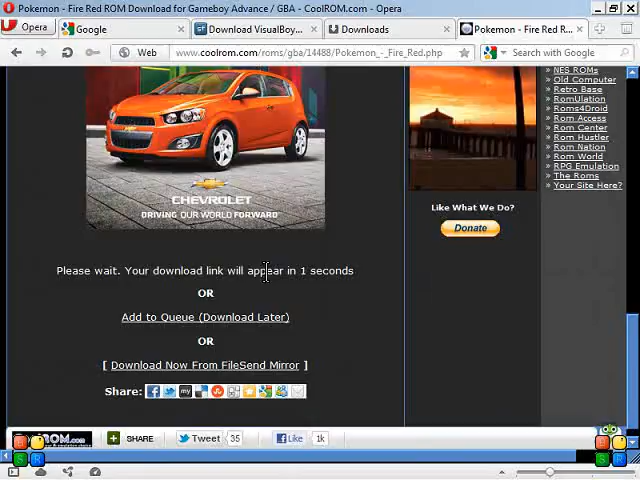 Pokemon - Fire Red ROM Download for Gameboy Advance / GBA - CoolROM.com - Opera
Opera
Google
Download VisualBoy...
Downloads
Pokemon - Fire Red R...
Web
www.coolrom.com/roms/gba/14488/Pokemon_-_Fire_Red.php
Search with Google
CHEVROLET
DRIVING OUR WORLD FORWARD
» NES ROMs
» Old Computer
» Retro Base
» RomUlation
» Roms4Droid
» Rom Access
» Rom Center
» Rom Hustler
» Rom Nation
» Rom World
» RPG Emulation
» The Roms
» Your Site Here?
Like What We Do?
Donate
Please wait. Your download link will appear in 1 seconds
OR
Add to Queue (Download Later)
OR
[ Download Now From FileSend Mirror ]
Share:
my
CoolROM.com
SHARE
Tweet
35
Like
1k
S
R
S
R